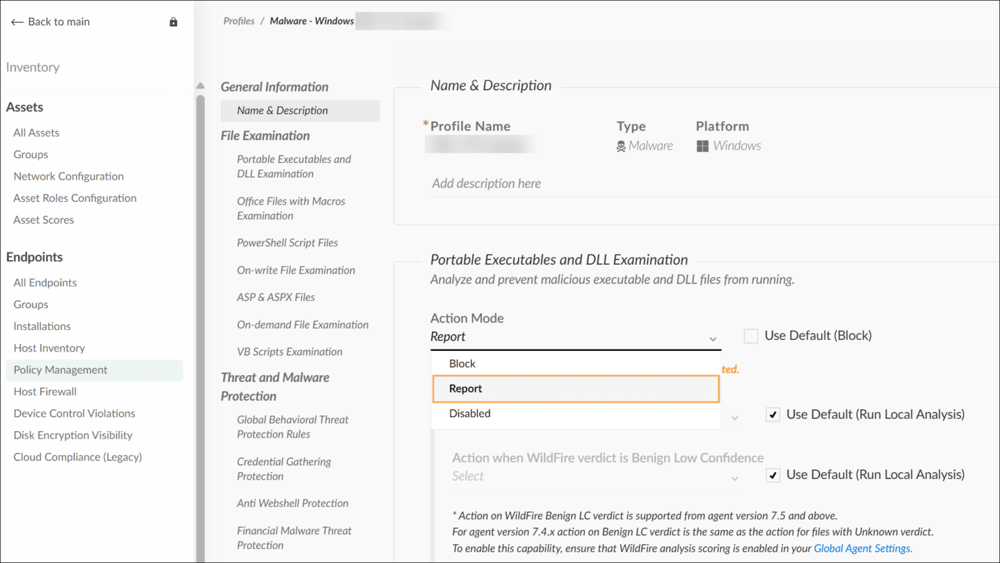 Back to main
Inventory
Assets
All Assets
Groups
Network Configuration
Asset Roles Configuration
Asset Scores
Endpoints
All Endpoints
Groups
Installations
Host Inventory
Policy Management
Host Firewall
Device Control Violations
Disk Encryption Visibility
Cloud Compliance (Legacy)
Profiles / Malware - Windows
General Information
Name & Description
File Examination
Portable Executables and
DLL Examination
Office Files with Macros
Examination
PowerShell Script Files
On-write File Examination
ASP & ASPX Files
On-demand File Examination
VB Scripts Examination
Threat and Malware
Protection
Global Behavioral Threat
Protection Rules
Credential Gathering
Protection
Anti Webshell Protection
Financial Malware Threat
Protection
Name & Description
*Profile Name
Type
Platform
Malware
Windows
Add description here
Portable Executables and DLL Examination
Analyze and prevent malicious executable and DLL files from running.
Action Mode
Report
Use Default (Block)
Block
ted.
Report
Disabled
Use Default (Run Local Analysis)
Action when WildFire verdict is Benign Low Confidence
Select
Use Default (Run Local Analysis)
* Action on WildFire Benign LC verdict is supported from agent version 7.5 and above.
For agent version 7.4.x action on Benign LC verdict is the same as the action for files with Unknown verdict.
To enable this capability, ensure that WildFire analysis scoring is enabled in your Global Agent Settings.